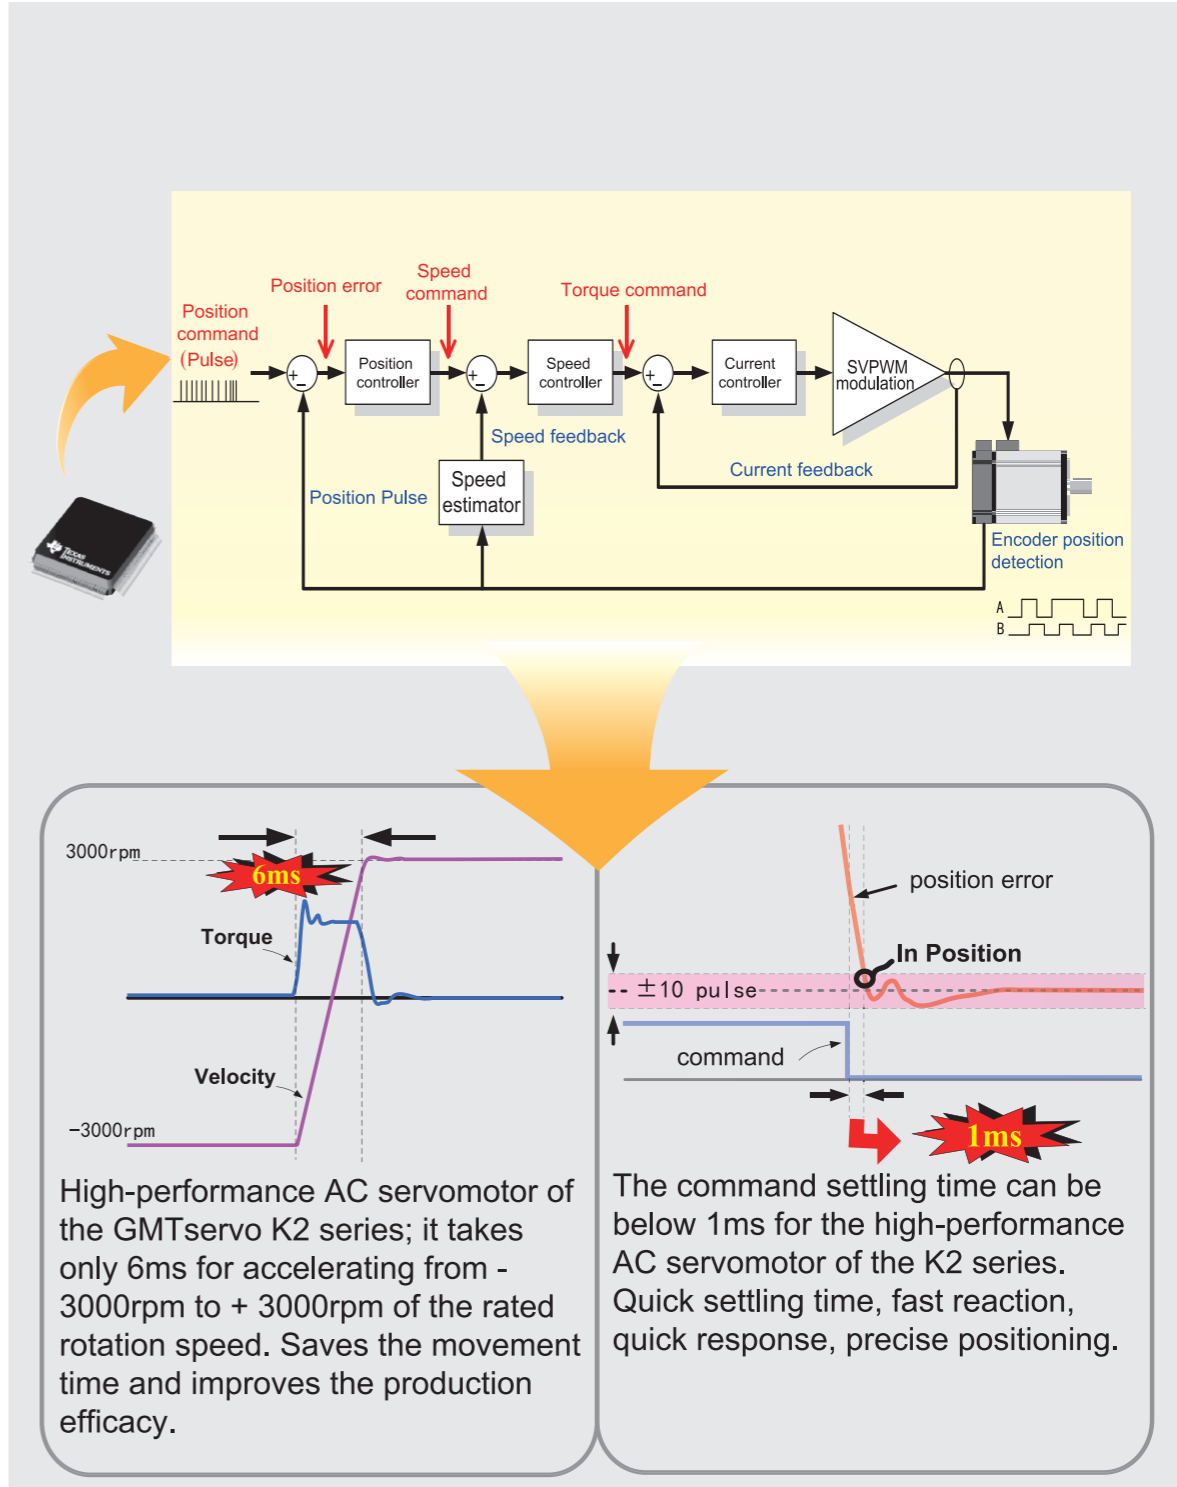 Position
command
(Pulse)
Position error
Speed
command
Torque command
+
−
Position
controller
+
−
Speed
controller
+
−
Current
controller
SVPWM
modulation
Speed feedback
Current feedback
Position Pulse
Speed
estimator
Encoder position
detection
TEXAS
INSTRUMENTS
A
B
3000rpm
6ms
Torque
Velocity
−3000rpm
High-performance AC servomotor of
the GMTservo K2 series; it takes
only 6ms for accelerating from -
3000rpm to + 3000rpm of the rated
rotation speed. Saves the movement
time and improves the production
efficacy.
position error
In Position
±10 pulse
command
1ms
The command settling time can be
below 1ms for the high-performance
AC servomotor of the K2 series.
Quick settling time, fast reaction,
quick response, precise positioning.